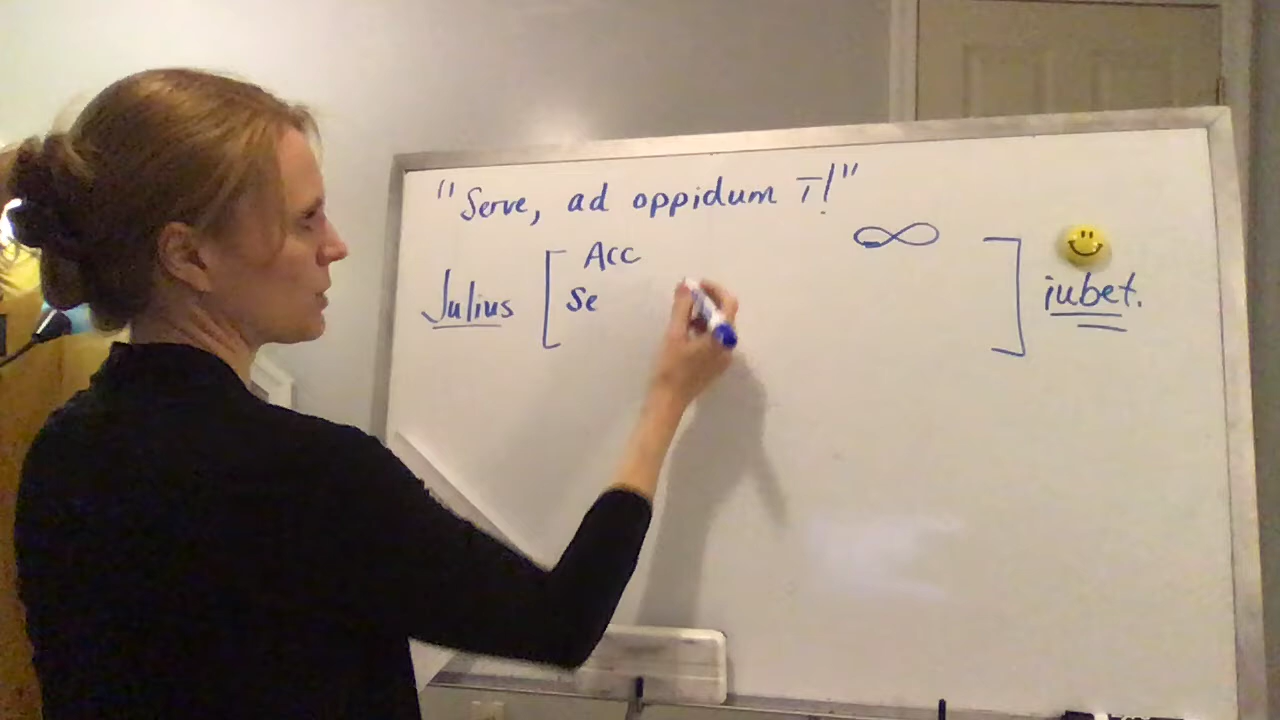 "Serve, ad oppidum ī!"
Acc ∞
Julius [ Se ] iubet.